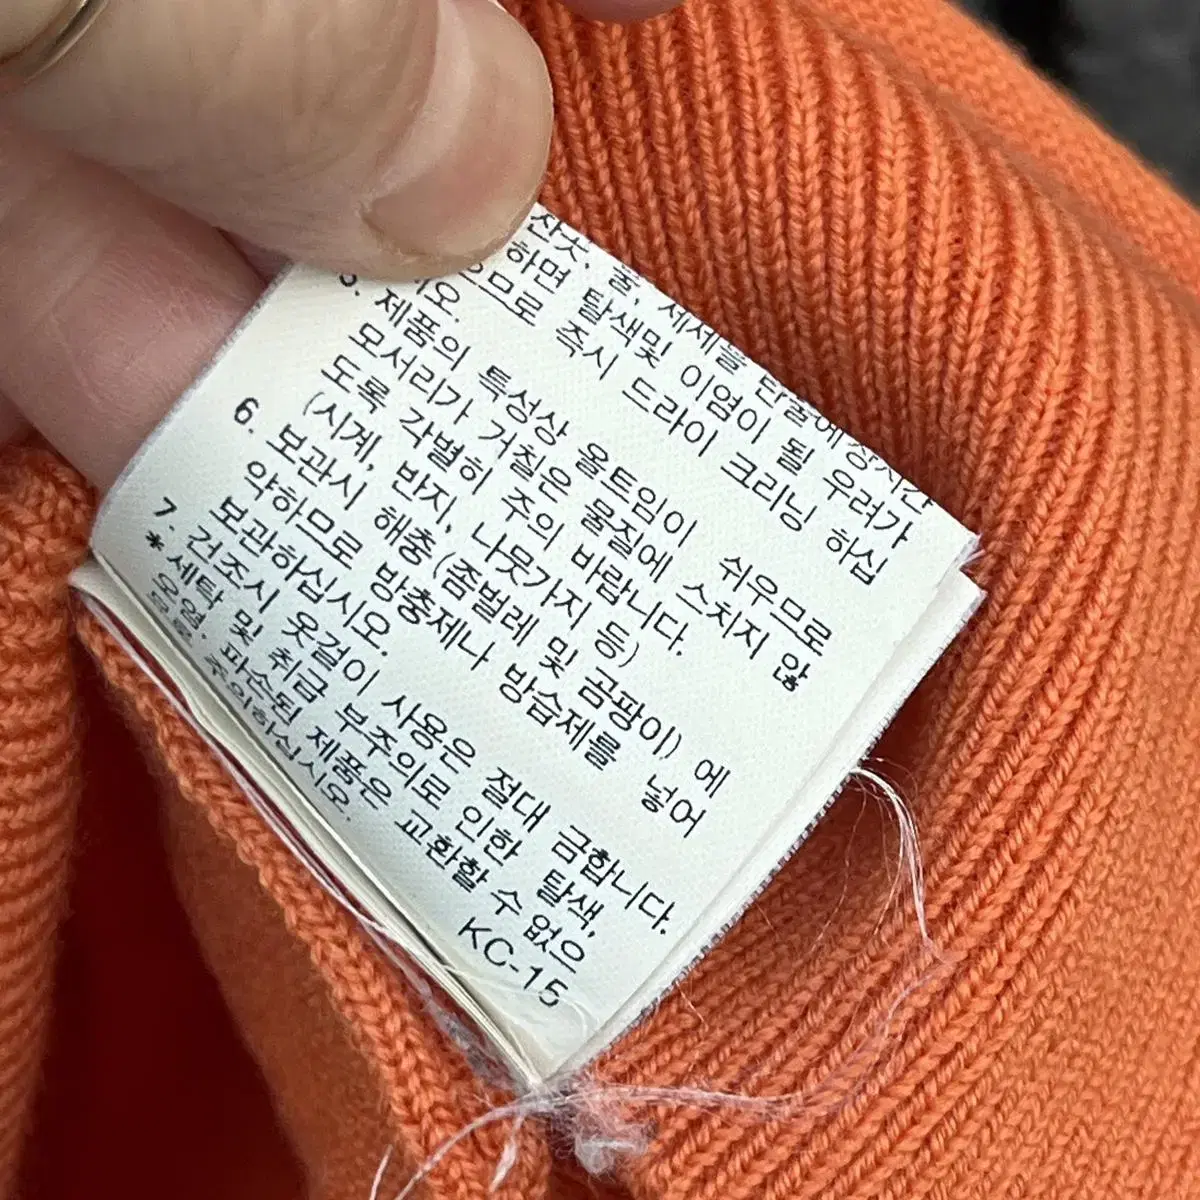 물, 세제를
하면 탈색및 이염이 될 우려가
므로 즉시 드라이 크리닝 하십
오.
제품의 특성상 올트임이 쉬우므로
모서리가 거칠은 물질에 스치지 않
도록 각별히 주의 바랍니다.
(시계, 반지, 나뭇가지 등)
6. 보관시 해충(좀벌레 및 곰팡이)에
약하므로 방충제나 방습제를 넣어
보관하십시오.
7. 건조시 옷걸이 사용은 절대 금합니다.
*세탁 및 취급 부주의로 인한 탈색,
오염, 파손된 제품은 교환할 수 없으
므로 주의하십시오.
KC-15